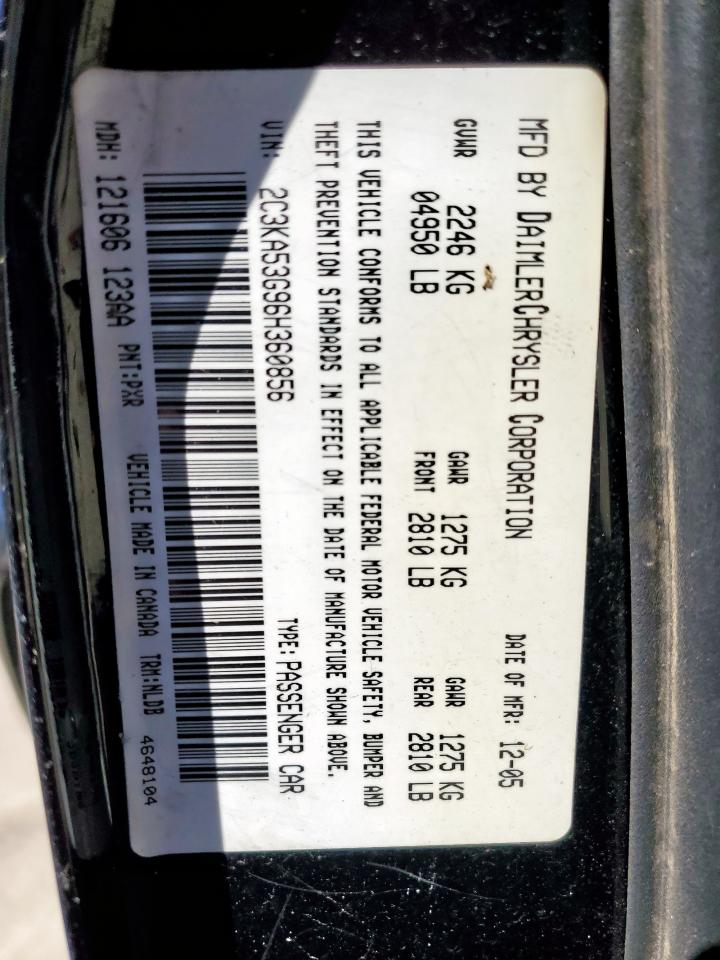 MFD BY DAIMLERCHRYSLER CORPORATION DATE OF MFR: 12-05
GVWR 2246 KG GAWR 1275 KG GAWR 1275 KG
04950 LB FRONT 2810 LB REAR 2810 LB
THIS VEHICLE CONFORMS TO ALL APPLICABLE FEDERAL MOTOR VEHICLE SAFETY, BUMPER AND
THEFT PREVENTION STANDARDS IN EFFECT ON THE DATE OF MANUFACTURE SHOWN ABOVE.
VIN: 2C3KA53G96H360856 TYPE: PASSENGER CAR
MDH: 121606 123AA PNT:PXR VEHICLE MADE IN CANADA TRM:NLDB 4648104